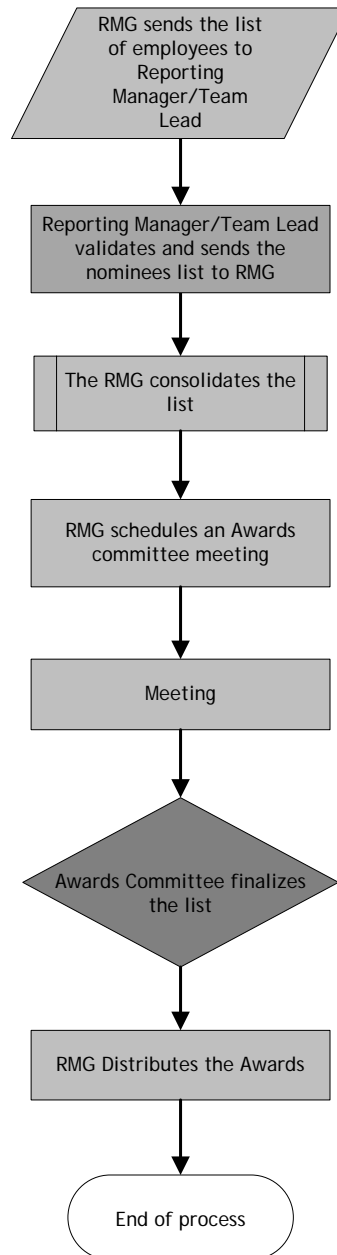 RMG sends the list
of employees to
Reporting
Manager/Team
Lead
Reporting Manager/Team Lead
validates and sends the
nominees list to RMG
The RMG consolidates the
list
RMG schedules an Awards
committee meeting
Meeting
Awards Committee finalizes
the list
RMG Distributes the Awards
End of process